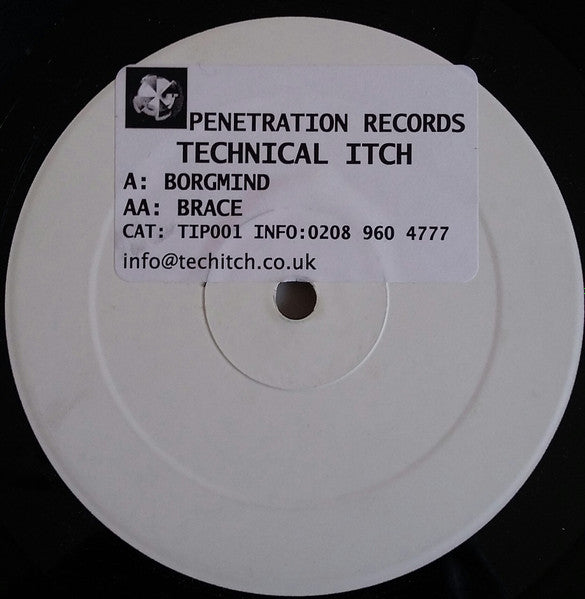 PENETRATION RECORDS
TECHNICAL ITCH
A: BORGMIND
AA: BRACE
CAT: TIP001 INFO:0208 960 4777
info@techitch.co.uk